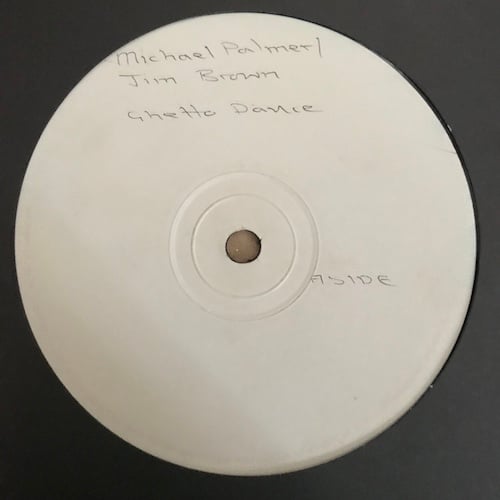 Michael Palmer/
Jim Brown
Ghetto Dance
ASIDE